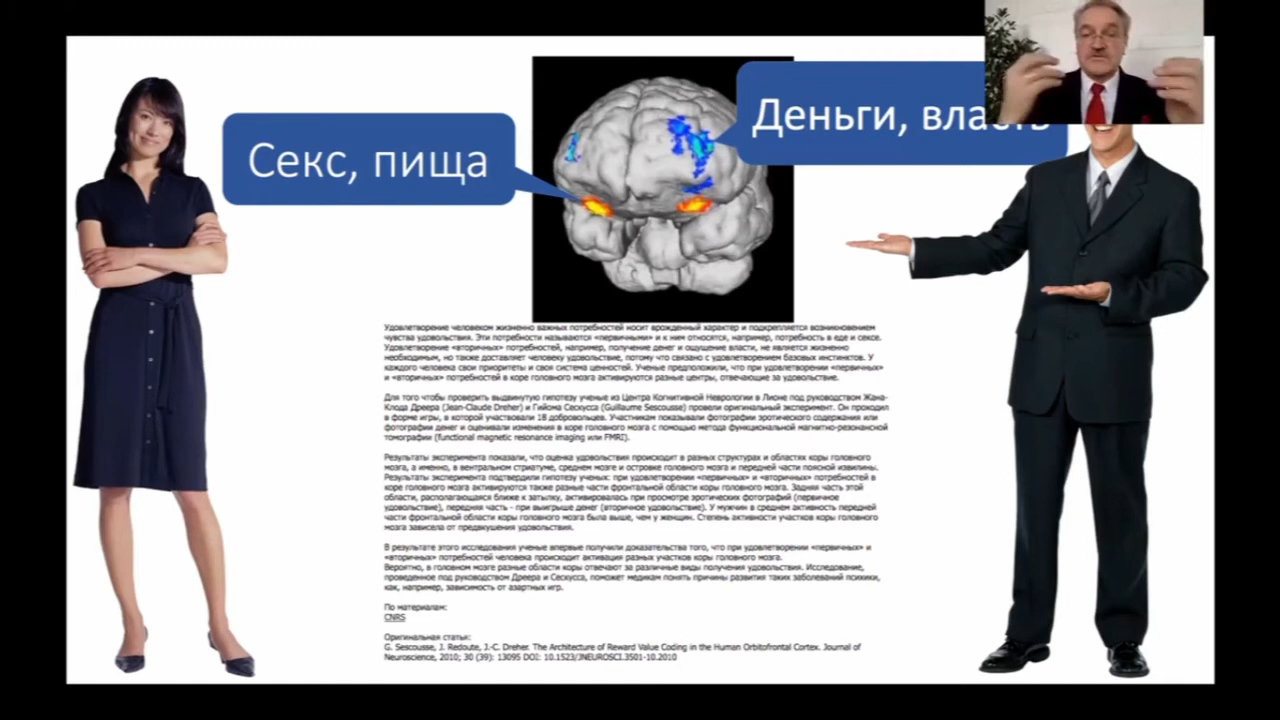 Секс, пища
Деньги, власть
Удовлетворение человеком жизненно важных потребностей носит врожденный характер и подкрепляется возникновением
чувства удовольствия. Эти потребности называются «первичными» и к ним относятся, например, потребность в еде и сексе.
Удовлетворение «вторичных» потребностей, например, получение денег и ощущение власти, не является жизненно
необходимым, но также доставляет человеку удовольствие, потому что связано с удовлетворением базовых инстинктов. У
каждого человека свои приоритеты и своя система ценностей. Ученые предположили, что при удовлетворении «первичных»
и «вторичных» потребностей в коре головного мозга активируются разные центры, отвечающие за удовольствие.
Для того чтобы проверить выдвинутую гипотезу ученые из Центра Когнитивной Неврологии в Лионе под руководством Жана-
Клода Дреера (Jean-Claude Dreher) и Гийома Сескусса (Guillaume Sescousse) провели оригинальный эксперимент. Он проходил
в форме игры, в которой участвовали 18 добровольцев. Участникам показывали фотографии эротического содержания или
фотографии денег и оценивали изменения в коре головного мозга с помощью метода функциональной магнитно-резонансной
томографии (functional magnetic resonance imaging или FMRI).
Результаты эксперимента показали, что оценка удовольствия происходит в разных структурах и областях коры головного
мозга, а именно, в вентральном стриатуме, среднем мозге и островке головного мозга и передней части поясной извилины.
Результаты эксперимента подтвердили гипотезу ученых: при удовлетворении «первичных» и «вторичных» потребностей в
коре головного мозга активируются также разные части фронтальной области коры головного мозга. Задняя часть этой
области, располагающаяся ближе к затылку, активировалась при просмотре эротических фотографий (первичное
удовольствие), передняя часть - при выигрыше денег (вторичное удовольствие). У мужчин в среднем активность передней
части фронтальной области коры головного мозга была выше, чем у женщин. Степень активности участков коры головного
мозга зависела от предвкушения удовольствия.
В результате этого исследования ученые впервые получили доказательства того, что при удовлетворении «первичных» и
«вторичных» потребностей человека происходит активация разных участков коры головного мозга.
Вероятно, в головном мозге разные области коры отвечают за различные виды получения удовольствия. Исследование,
проведенное под руководством Дреера и Сескусса, поможет медикам понять причины развития таких заболеваний психики,
как, например, зависимость от азартных игр.
По материалам:
CNRS
Оригинальная статья:
G. Sescousse, J. Redoute, J.-C. Dreher. The Architecture of Reward Value Coding in the Human Orbitofrontal Cortex. Journal of
Neuroscience, 2010; 30 (39): 13095 DOI: 10.1523/JNEUROSCI.3501-10.2010